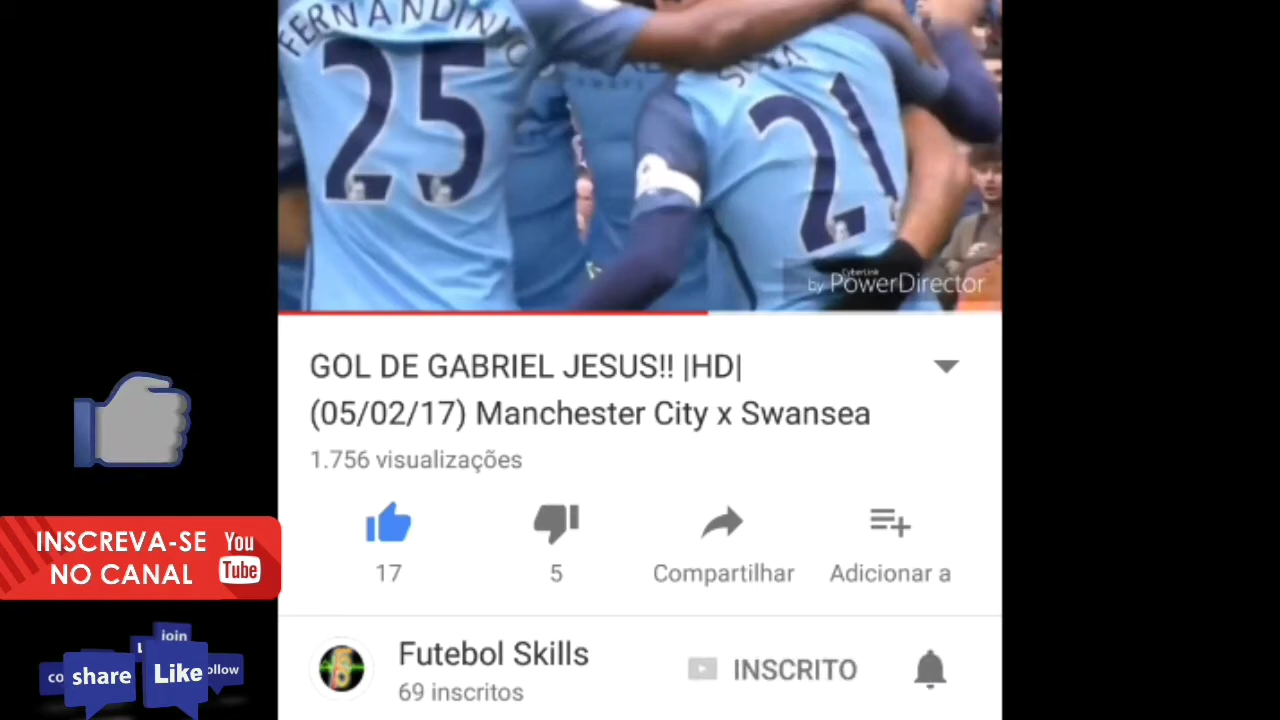 FERNANDINHO
25
SILVA
21
CyberLink
by PowerDirector
GOL DE GABRIEL JESUS!! |HD|
(05/02/17) Manchester City x Swansea
1.756 visualizações
17
5
Compartilhar
Adicionar a
INSCREVA-SE
NO CANAL
You
Tube
Futebol Skills
69 inscritos
INSCRITO
join
share
Like